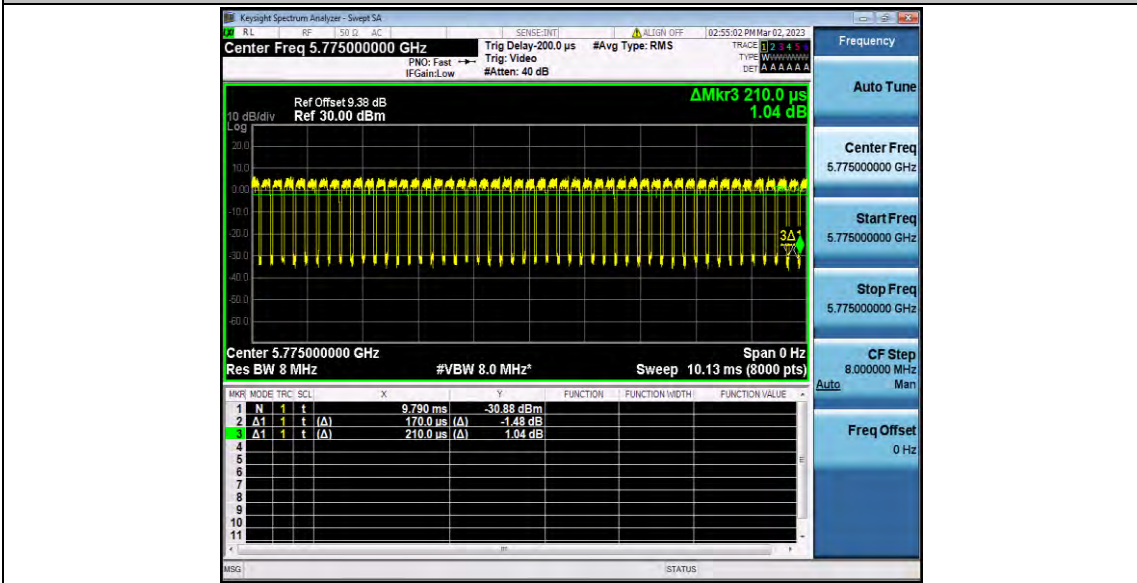 Keysight Spectrum Analyzer - Swept SA
RL RF 50 Ω AC SENSE:INT ALIGN OFF 02:55:02 PM Mar 02, 2023
Center Freq 5.775000000 GHz
PNO: Fast
IFGain:Low
Trig Delay-200.0 µs
Trig: Video
#Atten: 40 dB
#Avg Type: RMS
TRACE 1 2 3 4 5 6
TYPE W
DET A A A A A A
Frequency
Auto Tune
Center Freq
5.775000000 GHz
Start Freq
5.775000000 GHz
Stop Freq
5.775000000 GHz
CF Step
8.000000 MHz
Auto Man
Freq Offset
0 Hz
ΔMkr3 210.0 µs
1.04 dB
Ref Offset 9.38 dB
10 dB/div Ref 30.00 dBm
Log
20.0
10.0
0.00
-10.0
-20.0
-30.0
-40.0
-50.0
-60.0
3Δ1
Center 5.775000000 GHz Span 0 Hz
Res BW 8 MHz #VBW 8.0 MHz* Sweep 10.13 ms (8000 pts)
MKR MODE TRC SCL X Y FUNCTION FUNCTION WIDTH FUNCTION VALUE
1 N 1 t 9.790 ms -30.88 dBm
2 Δ1 1 t (Δ) 170.0 µs (Δ) -1.48 dB
3 Δ1 1 t (Δ) 210.0 µs (Δ) 1.04 dB
4
5
6
7
8
9
10
11
MSG STATUS